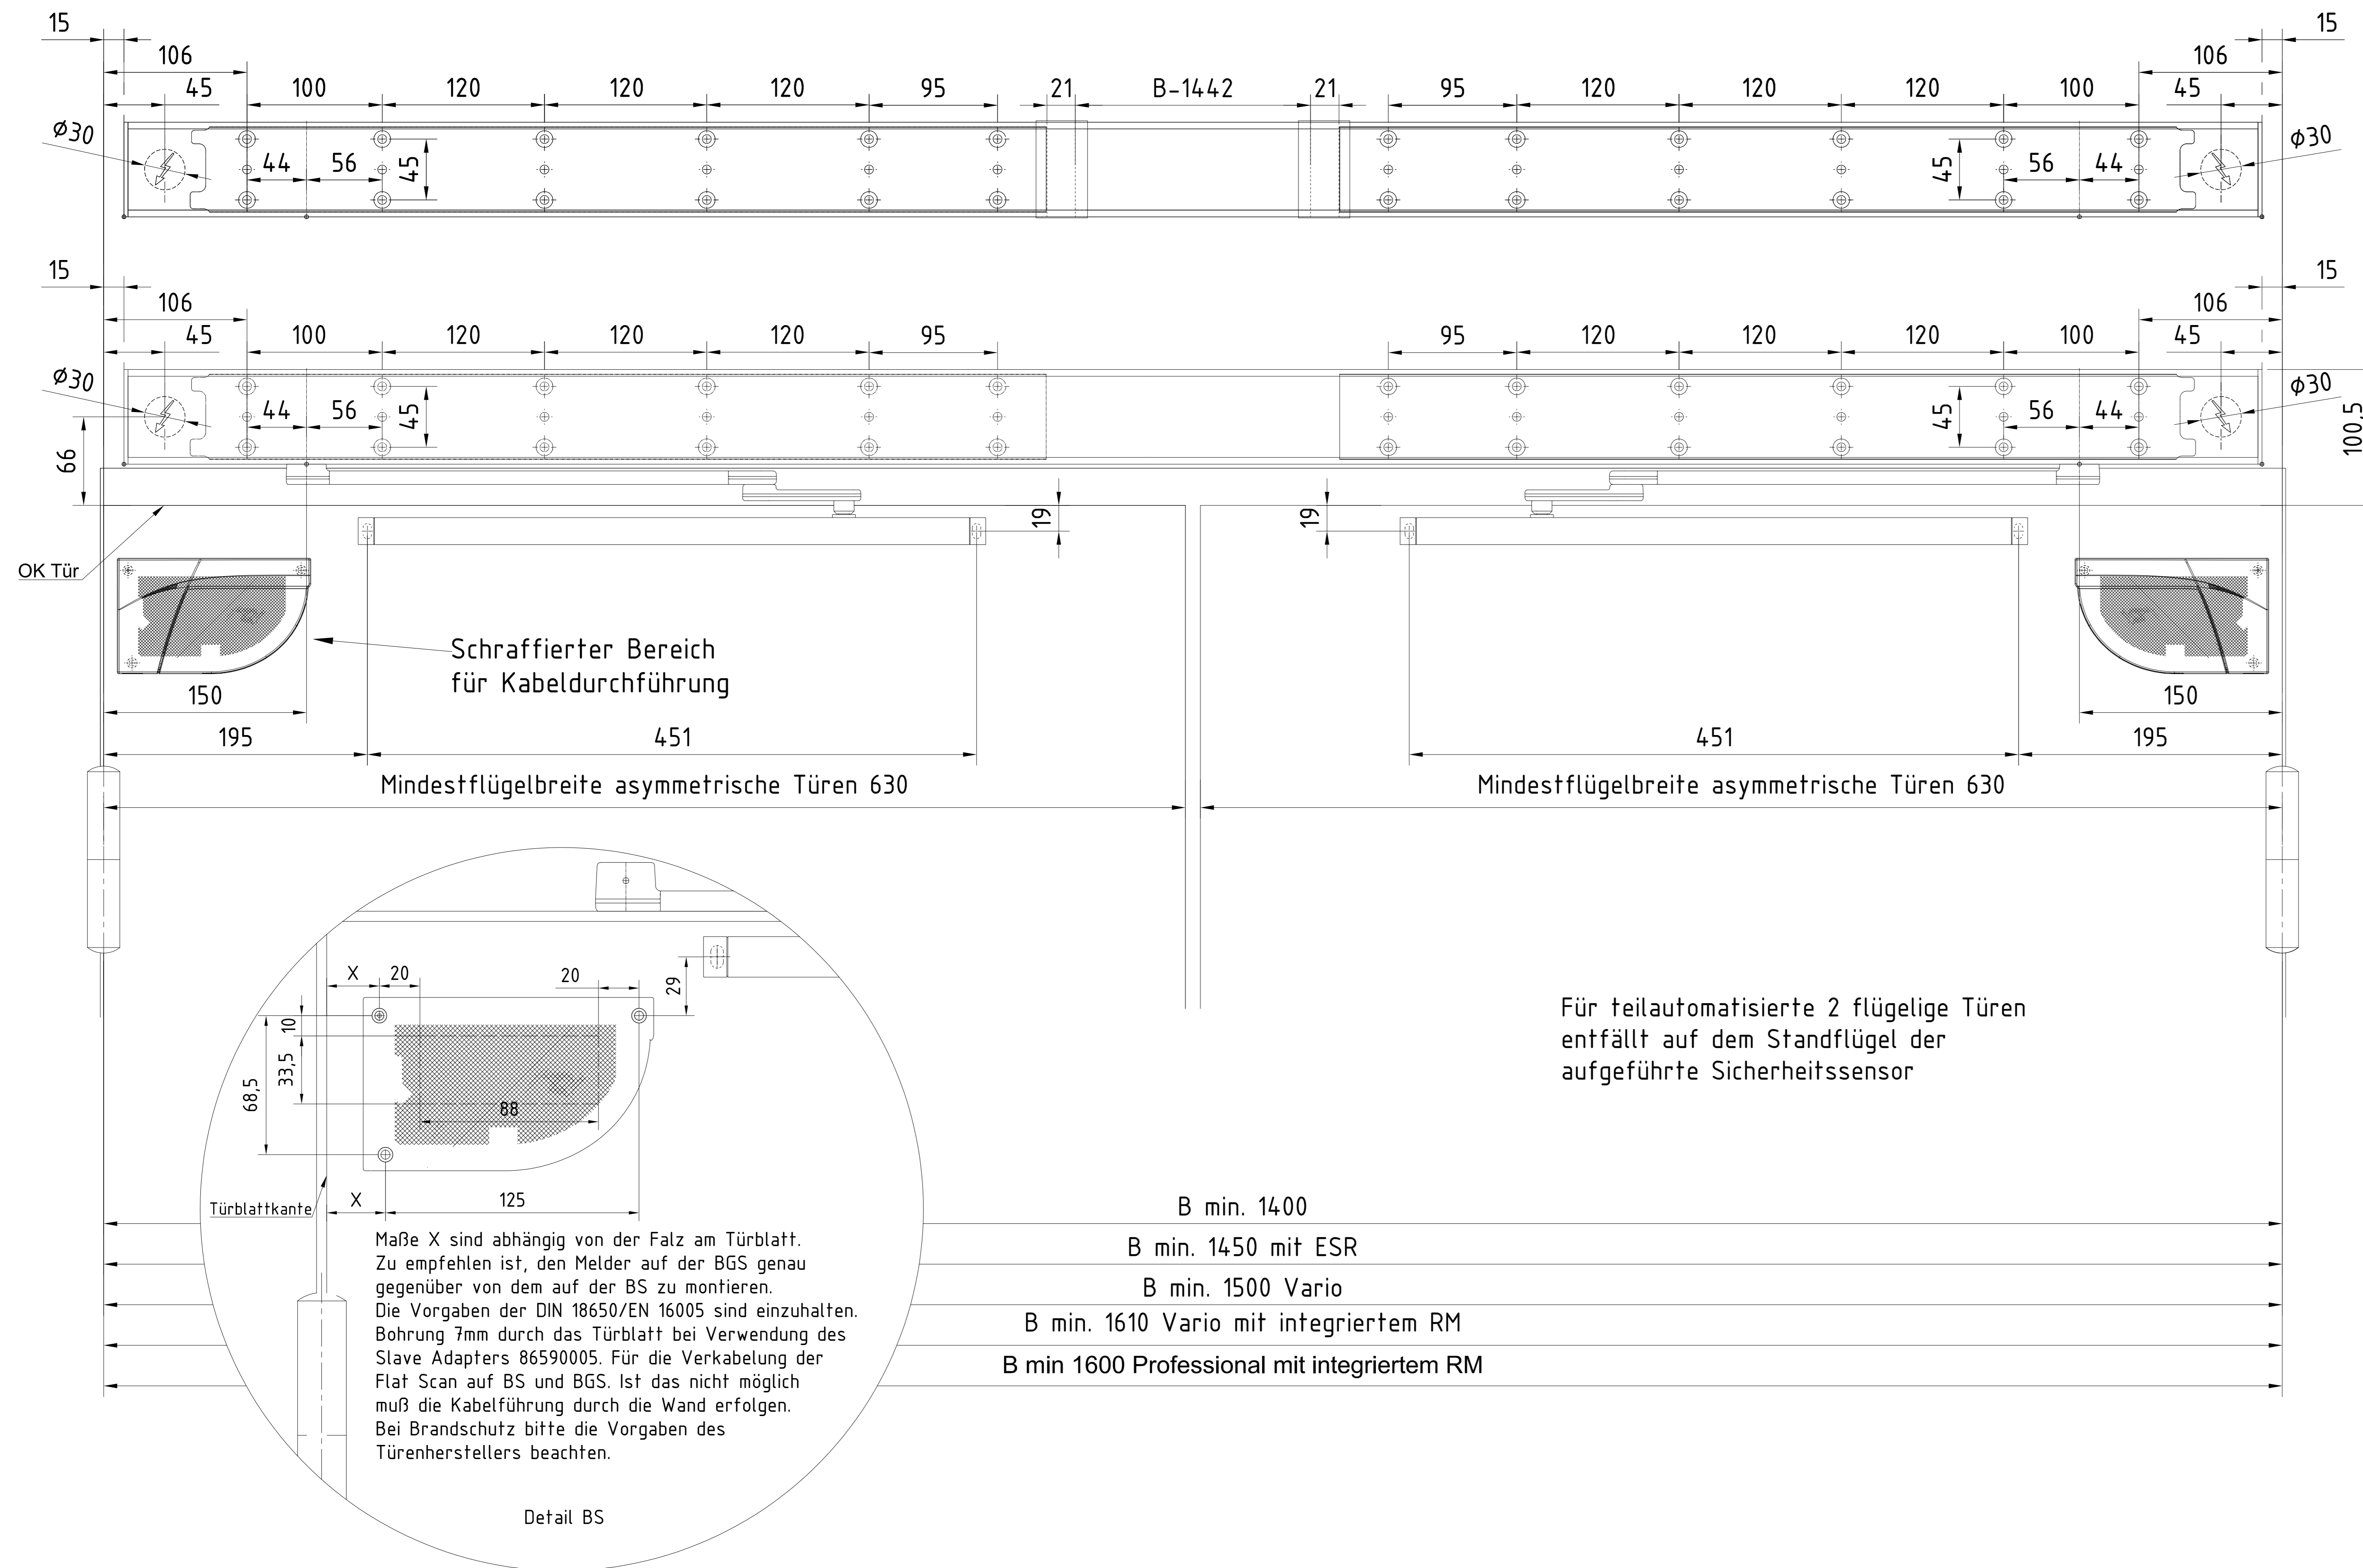 15
15
106
106
45
100
120
120
120
95
21
B-1442
21
95
120
120
120
100
45
ϕ30
ϕ30
44
56
45
45
56
44
15
15
106
106
45
100
120
120
120
95
95
120
120
120
100
45
ϕ30
ϕ30
44
56
45
45
56
44
66
100,5
19
19
OK Tür
Schraffierter Bereich
für Kabeldurchführung
150
150
195
451
451
195
Mindestflügelbreite asymmetrische Türen 630
Mindestflügelbreite asymmetrische Türen 630
X
20
20
29
10
33,5
68,5
88
Türblattkante
X
125
Maße X sind abhängig von der Falz am Türblatt.
Zu empfehlen ist, den Melder auf der BGS genau
gegenüber von dem auf der BS zu montieren.
Die Vorgaben der DIN 18650/EN 16005 sind einzuhalten.
Bohrung 7mm durch das Türblatt bei Verwendung des
Slave Adapters 86590005. Für die Verkabelung der
Flat Scan auf BS und BGS. Ist das nicht möglich
muß die Kabelführung durch die Wand erfolgen.
Bei Brandschutz bitte die Vorgaben des
Türenherstellers beachten.
Detail BS
Für teilautomatisierte 2 flügelige Türen
entfällt auf dem Standflügel der
aufgeführte Sicherheitssensor
B min. 1400
B min. 1450 mit ESR
B min. 1500 Vario
B min. 1610 Vario mit integriertem RM
B min 1600 Professional mit integriertem RM